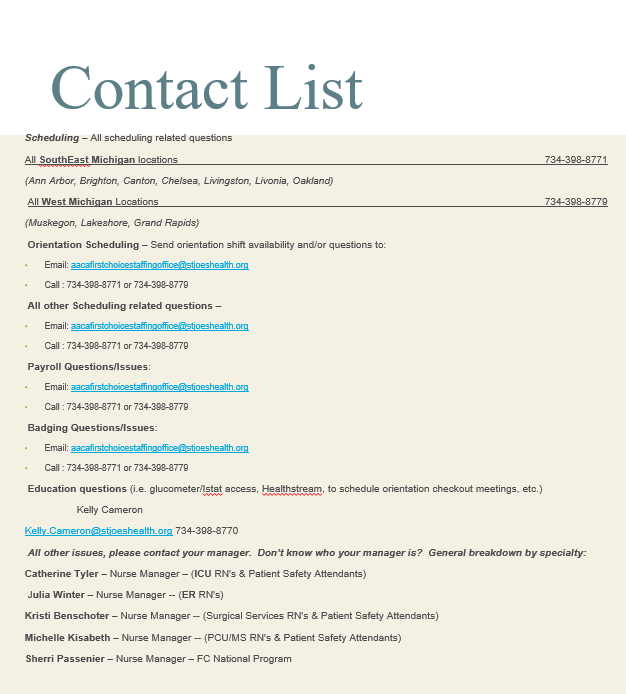 Contact List
Scheduling – All scheduling related questions
All SouthEast Michigan locations 734-398-8771
(Ann Arbor, Brighton, Canton, Chelsea, Livingston, Livonia, Oakland)
All West Michigan Locations 734-398-8779
(Muskegon, Lakeshore, Grand Rapids)
Orientation Scheduling – Send orientation shift availability and/or questions to:
• Email: aacafirstchoicestaffingoffice@stjoeshealth.org
• Call : 734-398-8771 or 734-398-8779
All other Scheduling related questions –
• Email: aacafirstchoicestaffingoffice@stjoeshealth.org
• Call : 734-398-8771 or 734-398-8779
Payroll Questions/Issues:
• Email: aacafirstchoicestaffingoffice@stjoeshealth.org
• Call : 734-398-8771 or 734-398-8779
Badging Questions/Issues:
• Email: aacafirstchoicestaffingoffice@stjoeshealth.org
• Call : 734-398-8771 or 734-398-8779
Education questions (i.e. glucometer/Istat access, Healthstream, to schedule orientation checkout meetings, etc.)
Kelly Cameron
Kelly.Cameron@stjoeshealth.org 734-398-8770
All other issues, please contact your manager. Don't know who your manager is? General breakdown by specialty:
Catherine Tyler – Nurse Manager – (ICU RN's & Patient Safety Attendants)
Julia Winter – Nurse Manager -- (ER RN's)
Kristi Benschoter – Nurse Manager -- (Surgical Services RN's & Patient Safety Attendants)
Michelle Kisabeth – Nurse Manager -- (PCU/MS RN's & Patient Safety Attendants)
Sherri Passenier – Nurse Manager – FC National Program